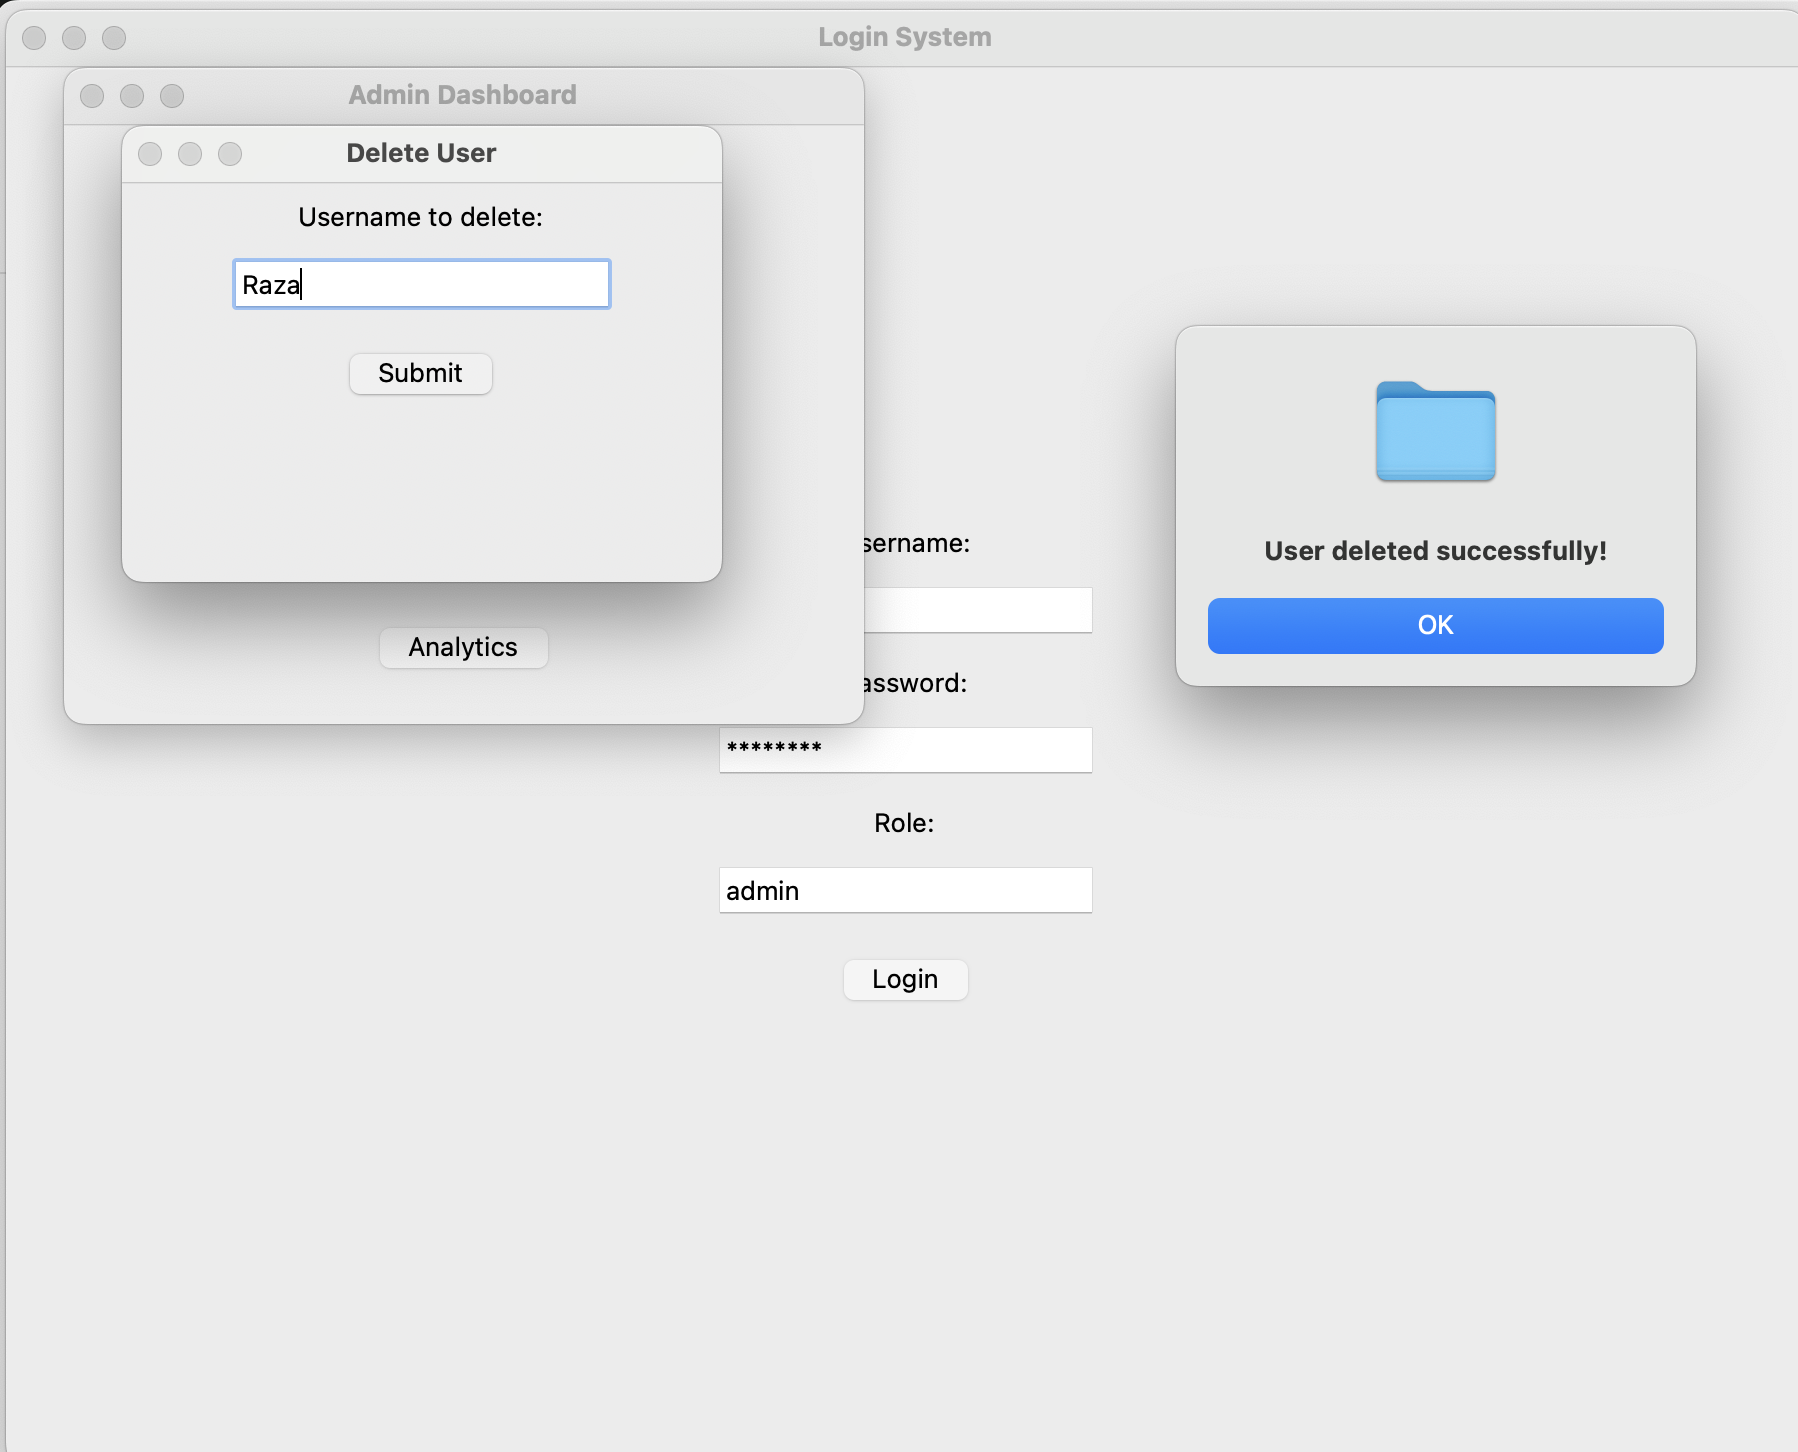 Login System
Admin Dashboard
Delete User
Username to delete:
Raza
Submit
Analytics
sername:
assword:
********
Role:
admin
Login
User deleted successfully!
OK